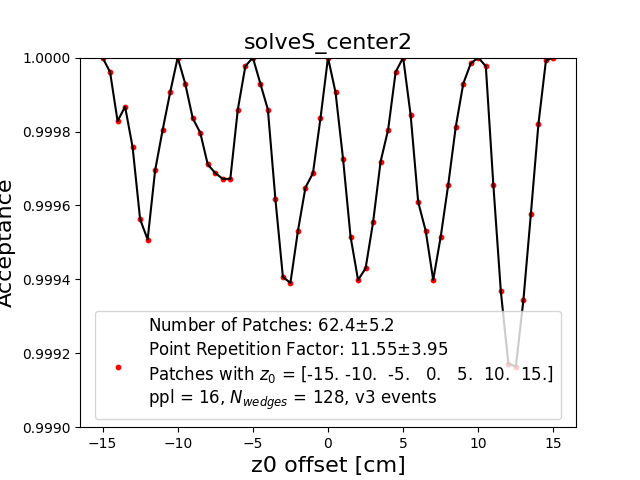 solveS_center2
Acceptance
1.0000
0.9998
0.9996
0.9994
0.9992
0.9990
Number of Patches: 62.4±5.2
Point Repetition Factor: 11.55±3.95
Patches with z₀ = [-15. -10. -5. 0. 5. 10. 15.]
ppl = 16, N_wedges = 128, v3 events
−15 −10 −5 0 5 10 15
z0 offset [cm]